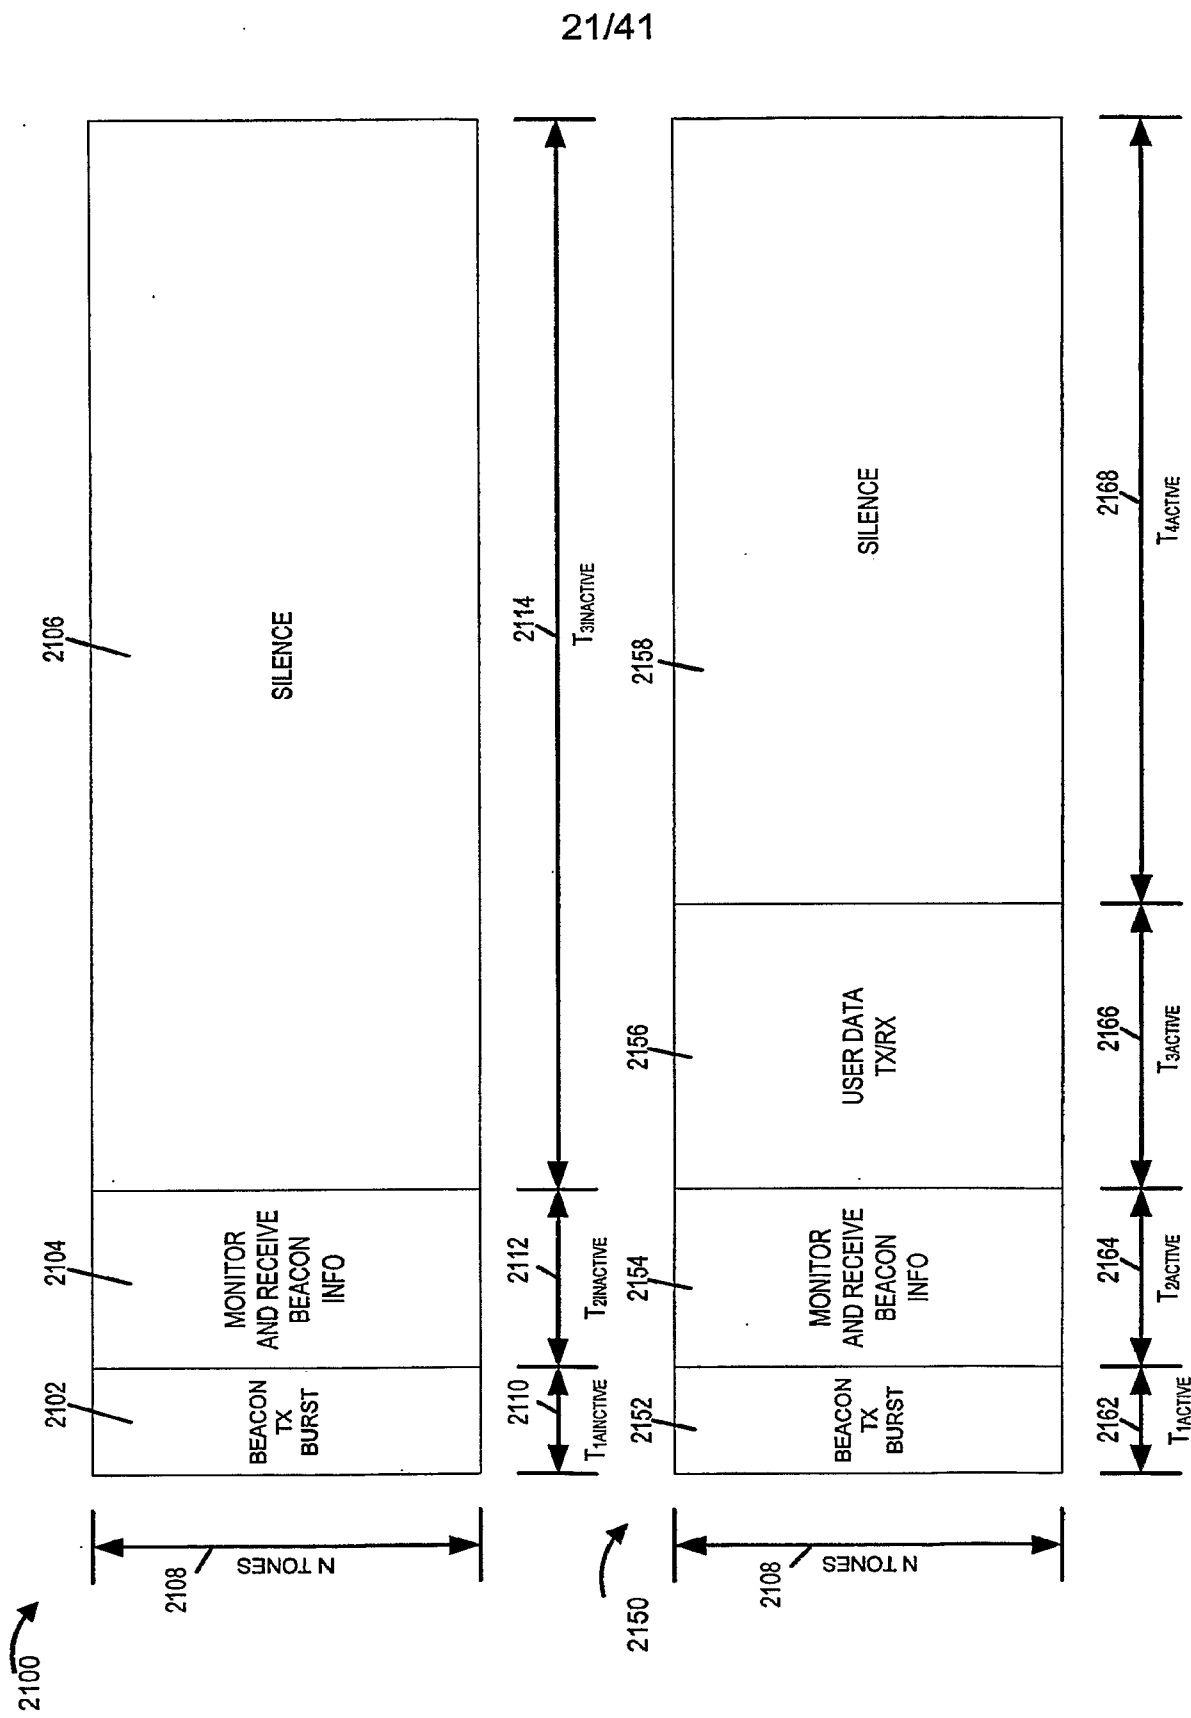 21/41
2100
N TONES
2108
2102
BEACON
TX
BURST
2104
MONITOR
AND RECEIVE
BEACON
INFO
2106
SILENCE
2110
T1AINCTIVE
2112
T2INACTIVE
2114
T3INACTIVE
2150
N TONES
2108
2152
BEACON
TX
BURST
2154
MONITOR
AND RECEIVE
BEACON
INFO
2156
USER DATA
TX/RX
2158
SILENCE
2162
T1ACTIVE
2164
T2ACTIVE
2166
T3ACTIVE
2168
T4ACTIVE